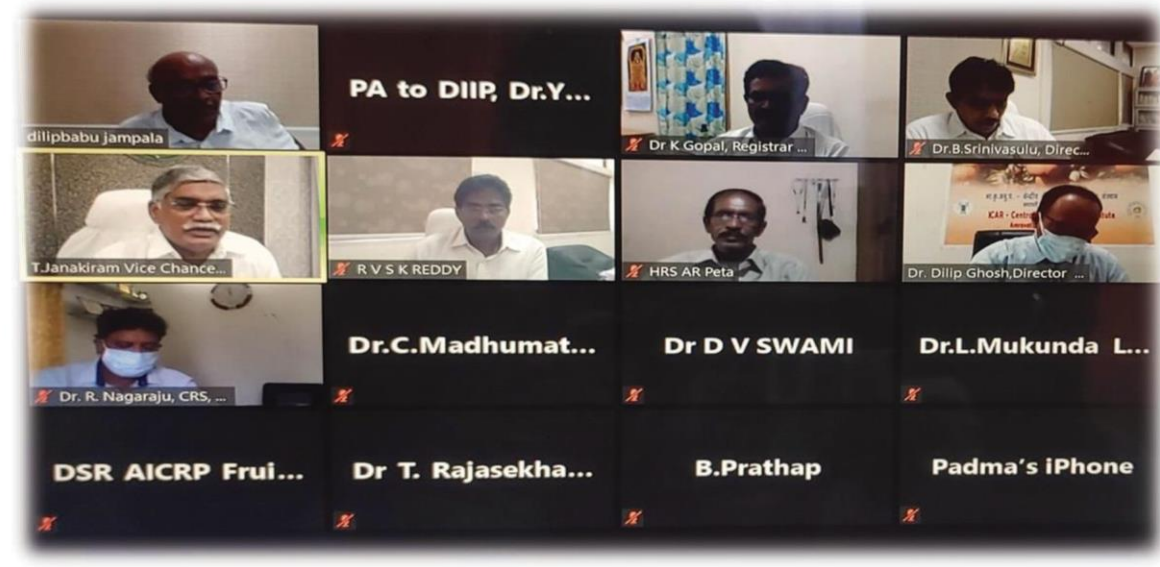 dilipbabu jampala
PA to DIIP, Dr.Y...
Dr K Gopal, Registrar ...
Dr.B.Srinivasulu, Direc...
T.Janakiram Vice Chance...
R V S K REDDY
HRS AR Peta
ICAR - Centr
Dr. Dilip Ghosh,Director ...
Dr. R. Nagaraju, CRS, ...
Dr.C.Madhumat...
Dr D V SWAMI
Dr.L.Mukunda L...
DSR AICRP Frui...
Dr T. Rajasekha...
B.Prathap
Padma’s iPhone